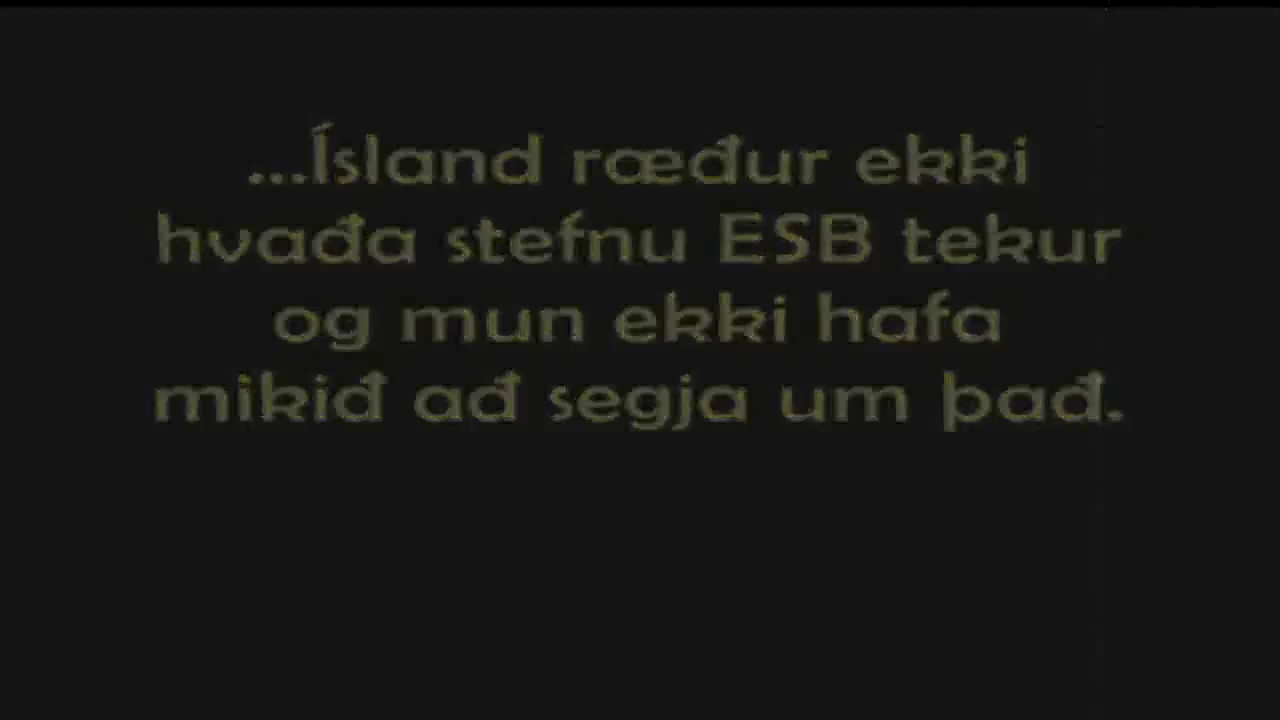 ...Ísland ræður ekki
hvaða stefnu ESB tekur
og mun ekki hafa
mikið að segja um það.